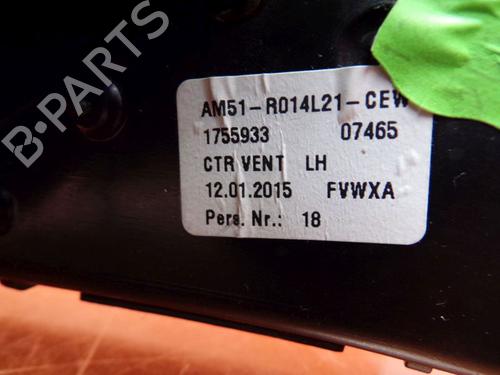 B-PARTS
AM51-R014L21-CEW
1755933 07465
CTR VENT LH
12.01.2015 FVWXA
Pers. Nr.: 18